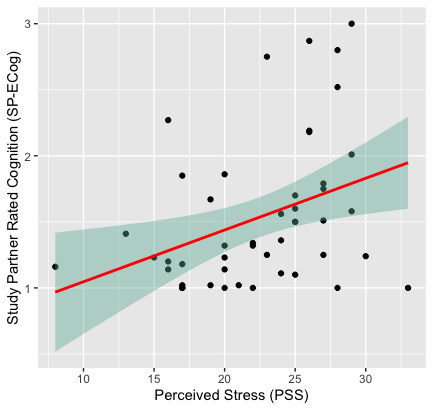 Study Partner Rated Cognition (SP-ECog)
3
2
1
10 15 20 25 30
Perceived Stress (PSS)